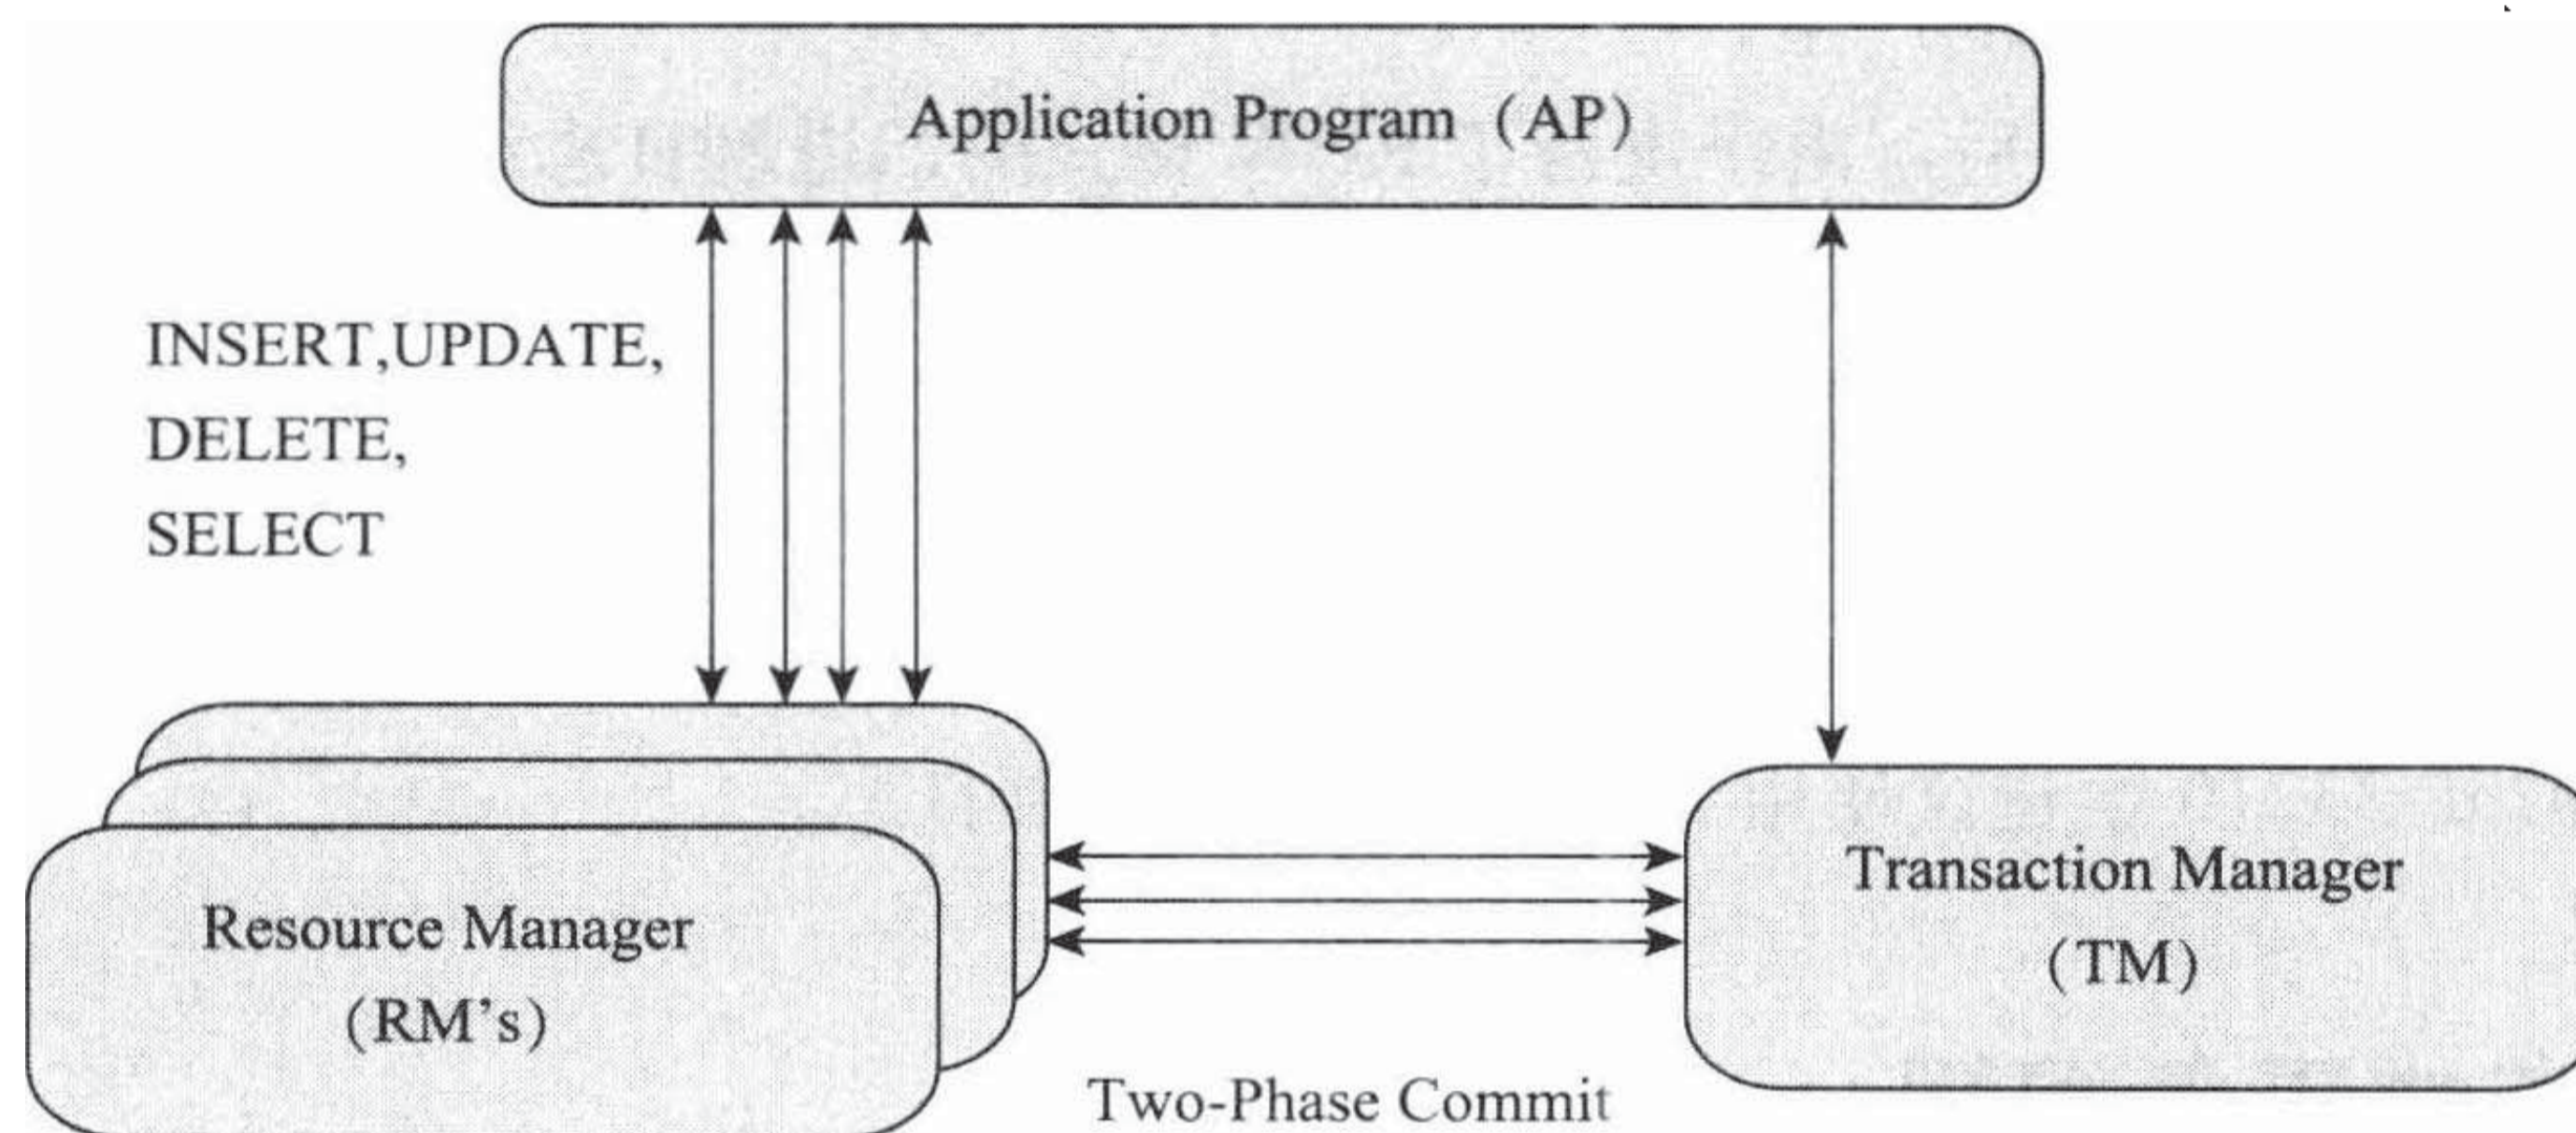 Application Program (AP)
INSERT,UPDATE,
DELETE,
SELECT
Resource Manager
(RM's)
Transaction Manager
(TM)
Two-Phase Commit